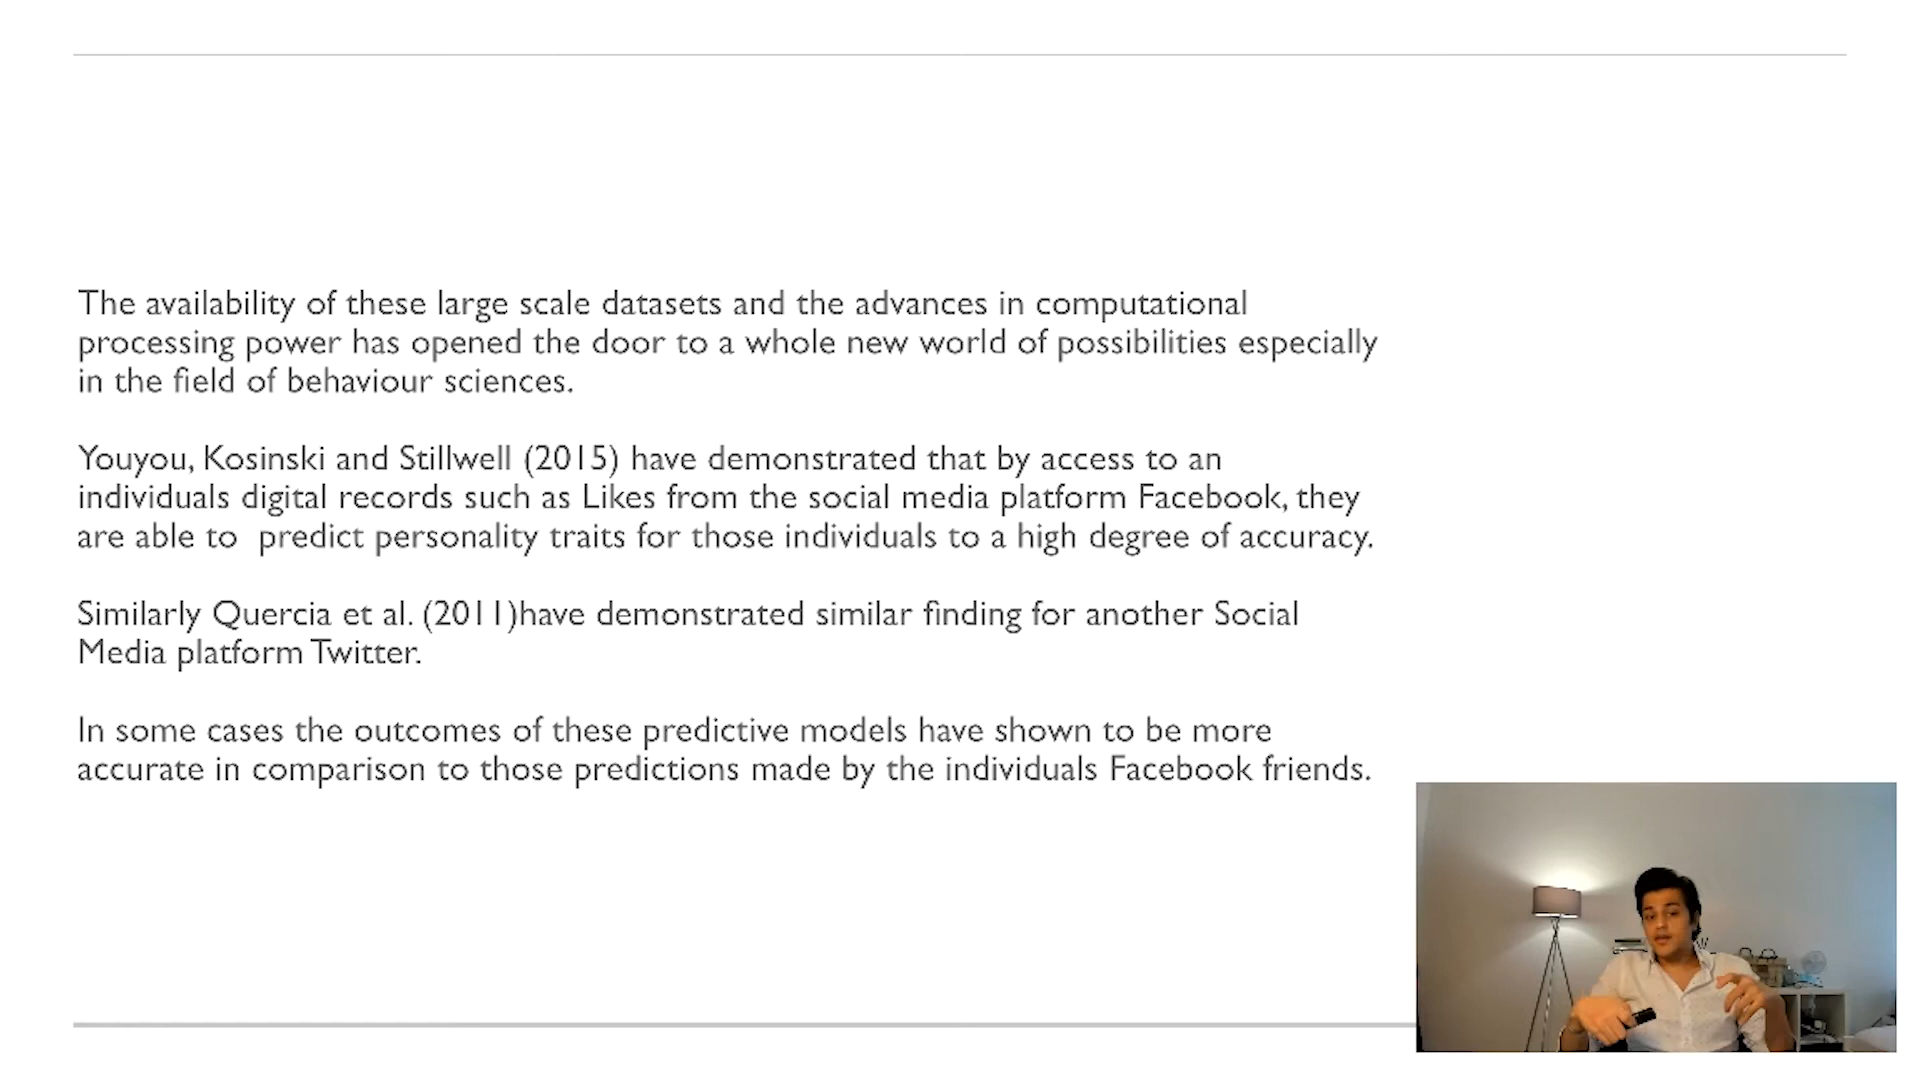 The availability of these large scale datasets and the advances in computational
processing power has opened the door to a whole new world of possibilities especially
in the field of behaviour sciences.
Youyou, Kosinski and Stillwell (2015) have demonstrated that by access to an
individuals digital records such as Likes from the social media platform Facebook, they
are able to  predict personality traits for those individuals to a high degree of accuracy.
Similarly Quercia et al. (2011)have demonstrated similar finding for another Social
Media platform Twitter.
In some cases the outcomes of these predictive models have shown to be more
accurate in comparison to those predictions made by the individuals Facebook friends.